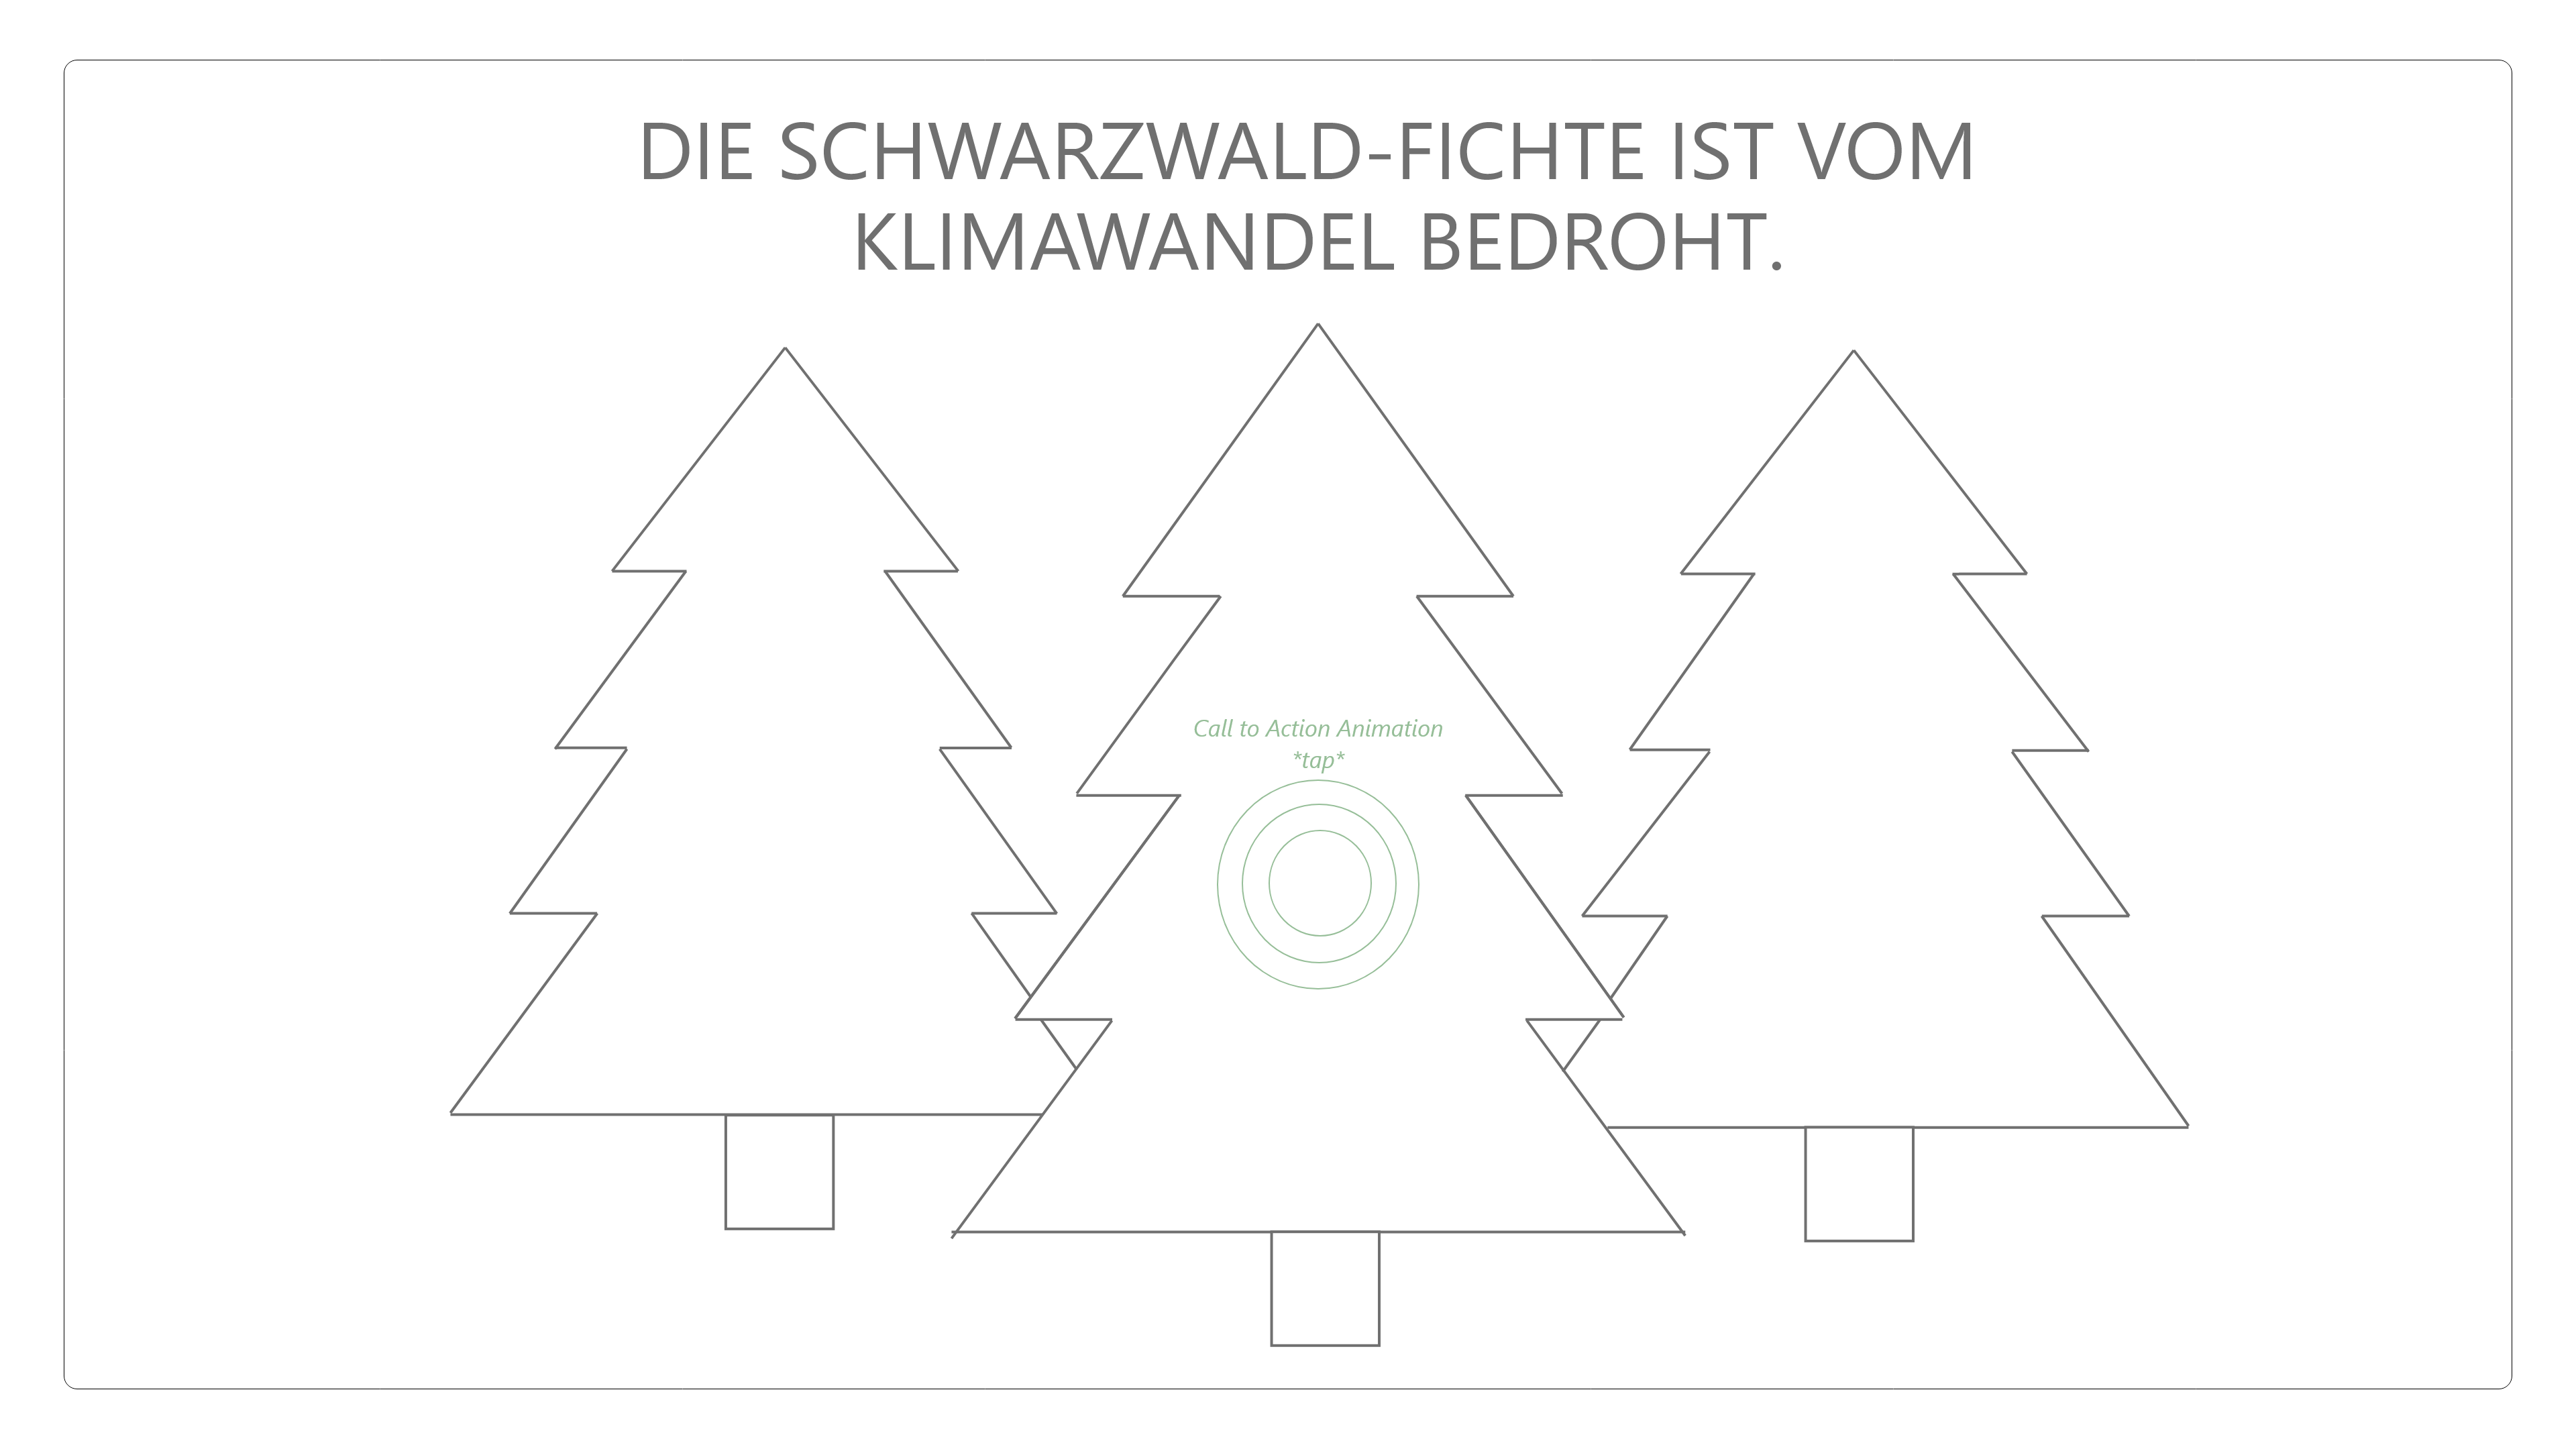 DIE SCHWARZWALD-FICHTE IST VOM
KLIMAWANDEL BEDROHT.
Call to Action Animation
*tap*